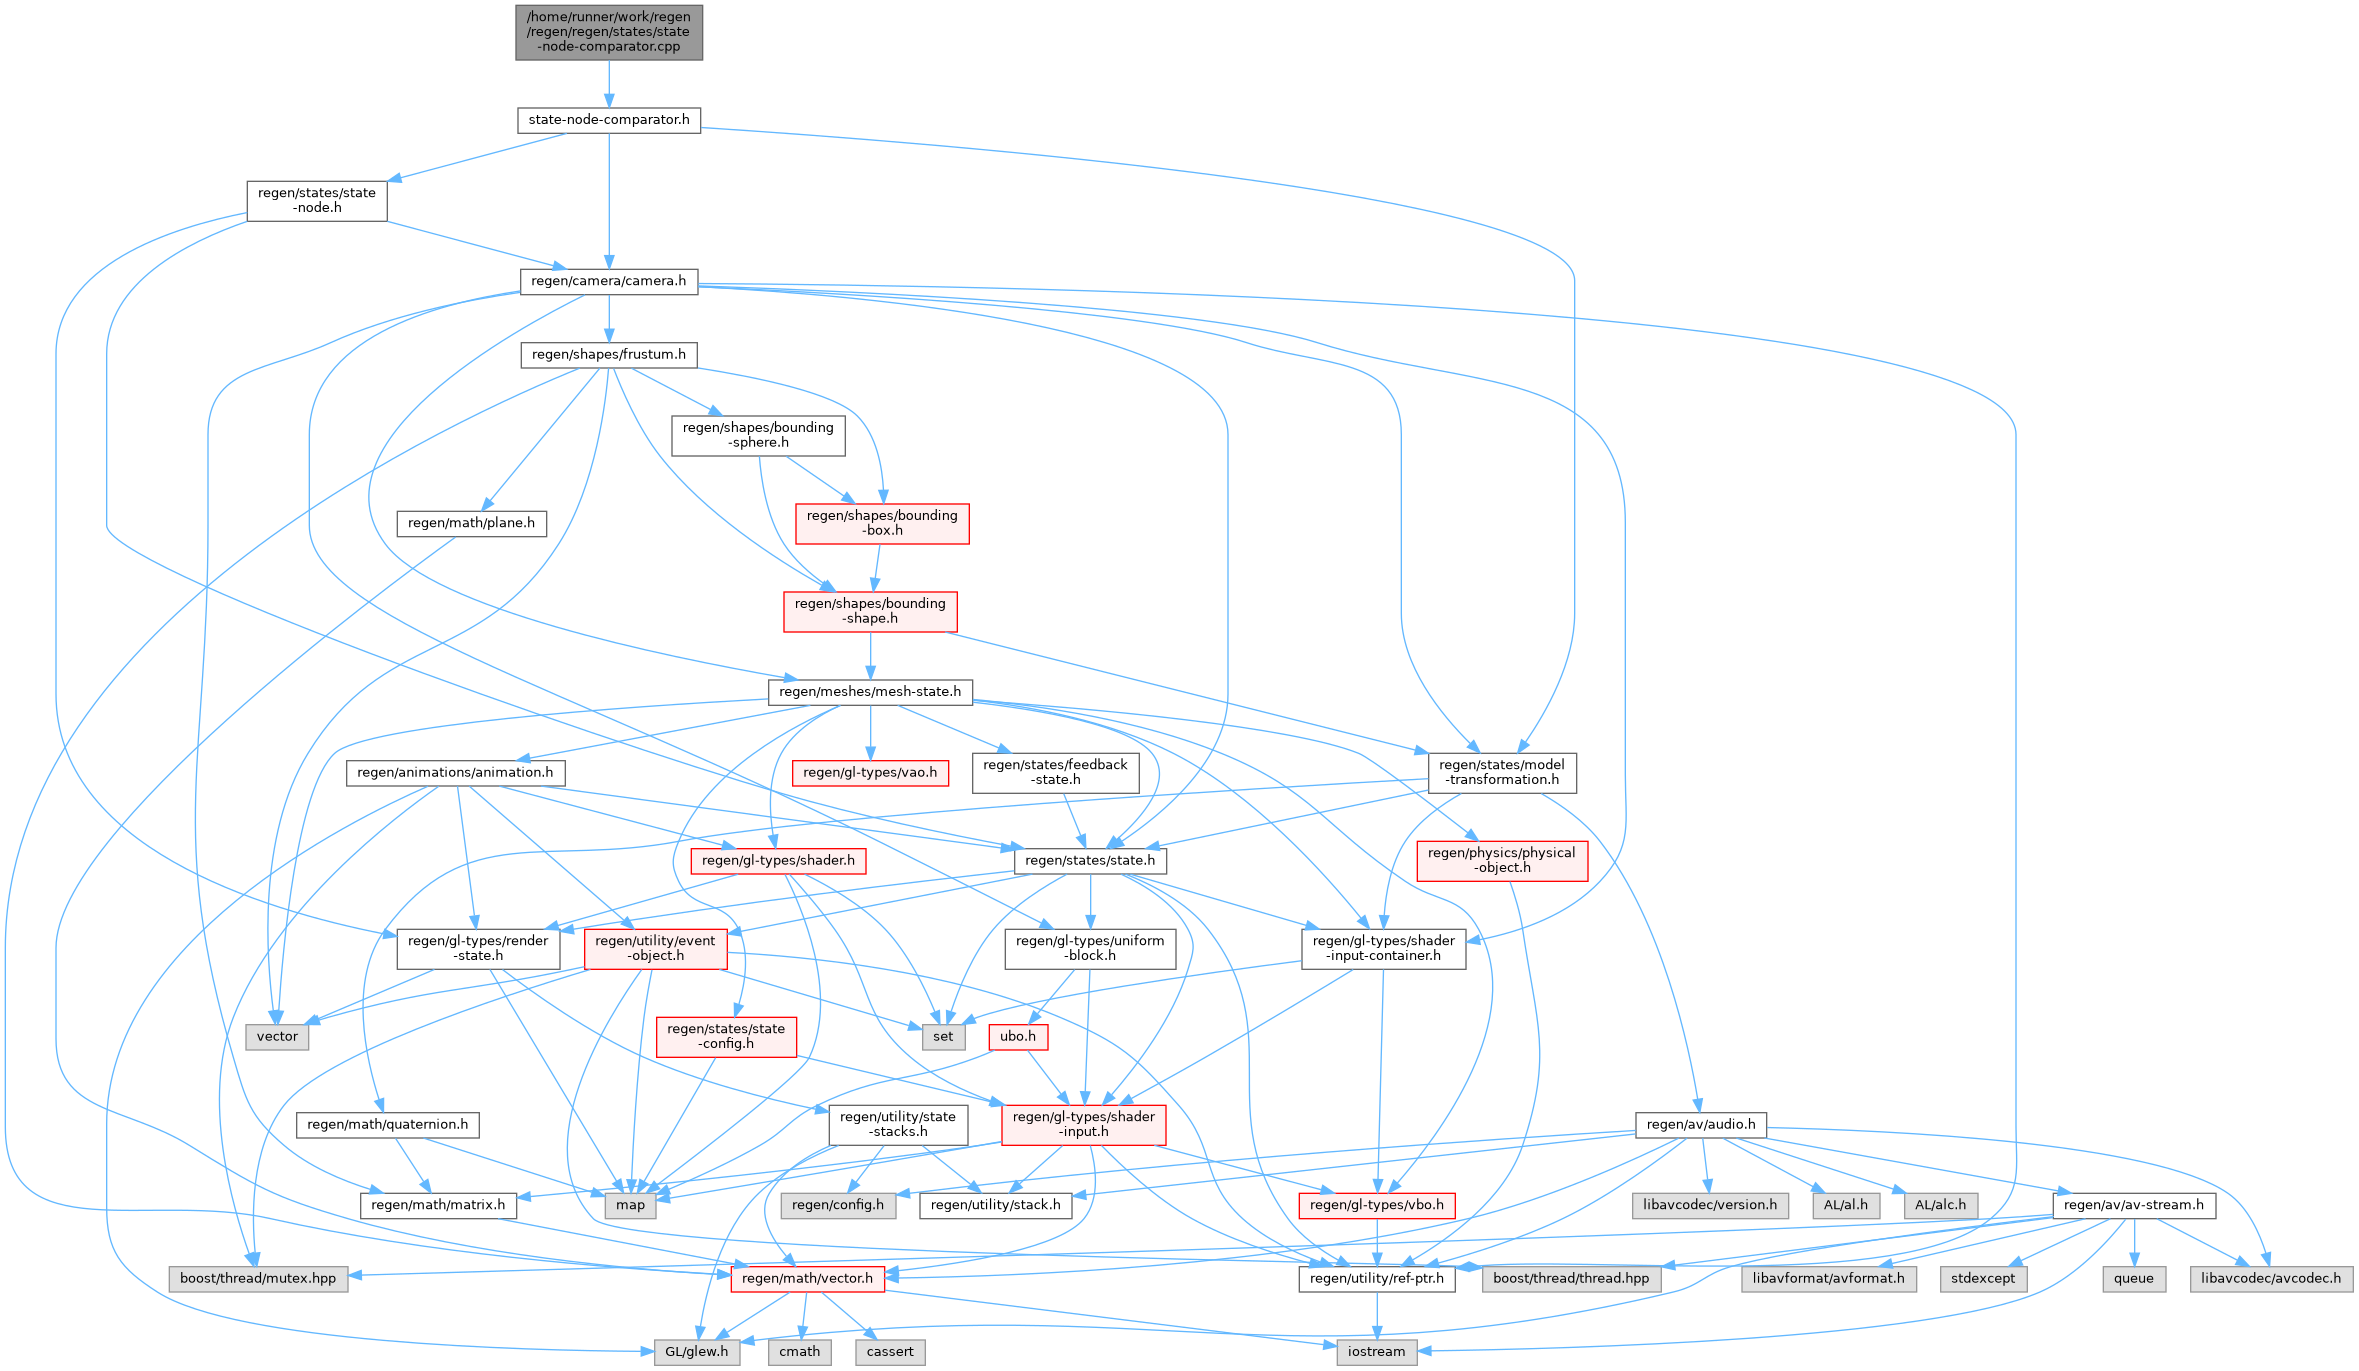 /home/runner/work/regen
/regen/regen/states/state
-node-comparator.cpp
state-node-comparator.h
regen/states/state
-node.h
regen/camera/camera.h
regen/shapes/frustum.h
regen/shapes/bounding
-sphere.h
regen/shapes/bounding
-box.h
regen/math/plane.h
regen/shapes/bounding
-shape.h
regen/meshes/mesh-state.h
regen/animations/animation.h
regen/gl-types/vao.h
regen/states/feedback
-state.h
regen/states/model
-transformation.h
regen/gl-types/shader.h
regen/states/state.h
regen/physics/physical
-object.h
regen/gl-types/render
-state.h
regen/utility/event
-object.h
regen/gl-types/uniform
-block.h
regen/gl-types/shader
-input-container.h
vector
regen/states/state
-config.h
set
ubo.h
regen/math/quaternion.h
regen/utility/state
-stacks.h
regen/gl-types/shader
-input.h
regen/av/audio.h
regen/math/matrix.h
map
regen/config.h
regen/utility/stack.h
regen/gl-types/vbo.h
libavcodec/version.h
AL/al.h
AL/alc.h
regen/av/av-stream.h
boost/thread/mutex.hpp
regen/math/vector.h
regen/utility/ref-ptr.h
boost/thread/thread.hpp
libavformat/avformat.h
stdexcept
queue
libavcodec/avcodec.h
GL/glew.h
cmath
cassert
iostream